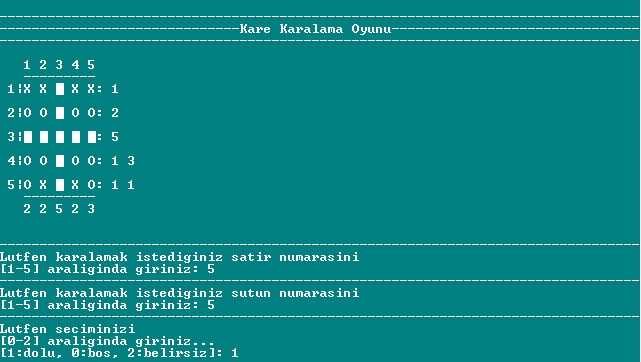 Kare Karalama Oyunu
1 2 3 4 5
1|X X █ X X: 1
2|O O █ O O: 2
3|█ █ █ █ █: 5
4|O O █ O O: 1 3
5|O X █ X O: 1 1
2 2 5 2 3
Lutfen karalamak istediginiz satir numarasini
[1-5] araliginda giriniz: 5
Lutfen karalamak istediginiz sutun numarasini
[1-5] araliginda giriniz: 5
Lutfen seciminizi
[0-2] araliginda giriniz...
[1:dolu, 0:bos, 2:belirsiz]: 1